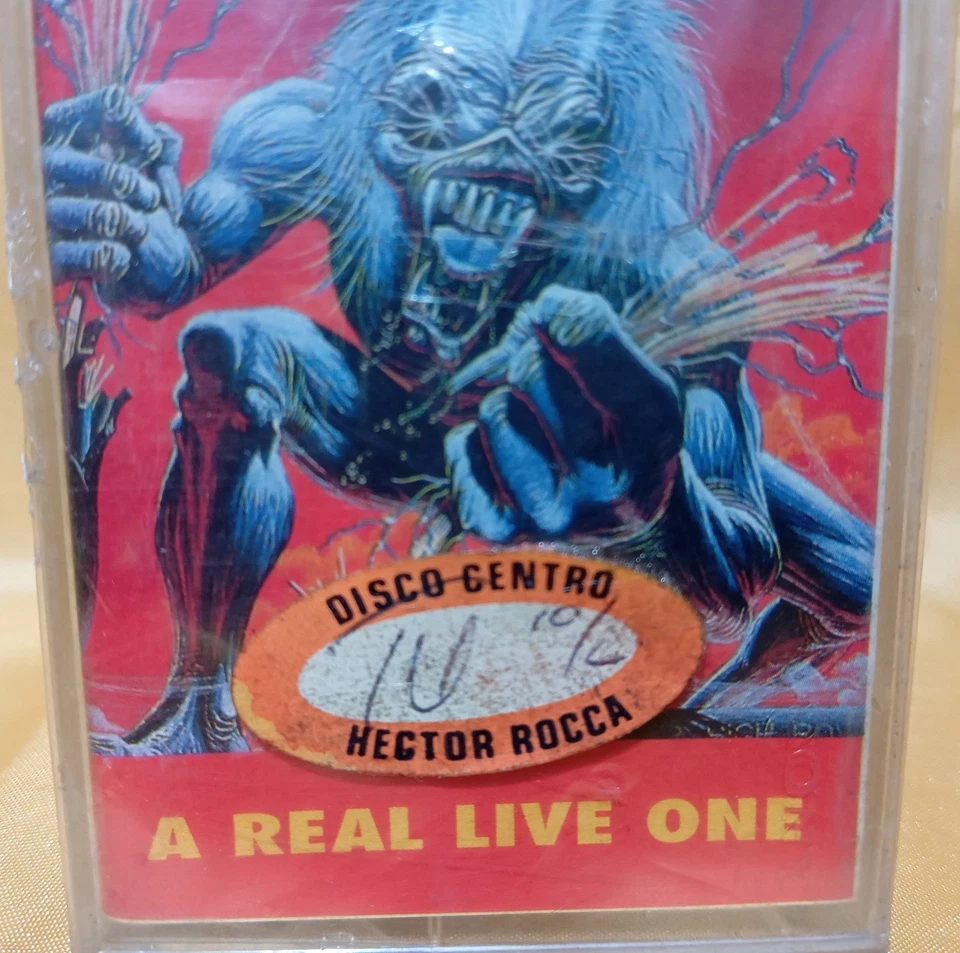 DISCO CENTRO
HECTOR ROCCA
A REAL LIVE ONE